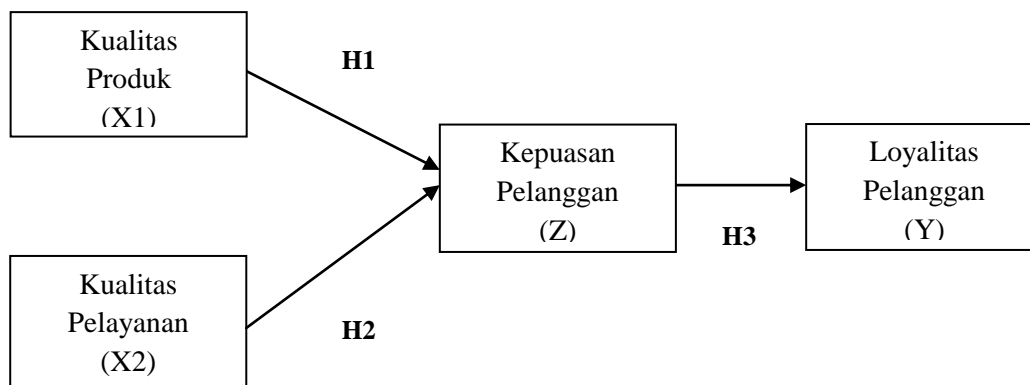 Kualitas
Produk
(X1)
H1
Kepuasan
Pelanggan
(Z)
Loyalitas
Pelanggan
(Y)
H3
Kualitas
Pelayanan
(X2)
H2